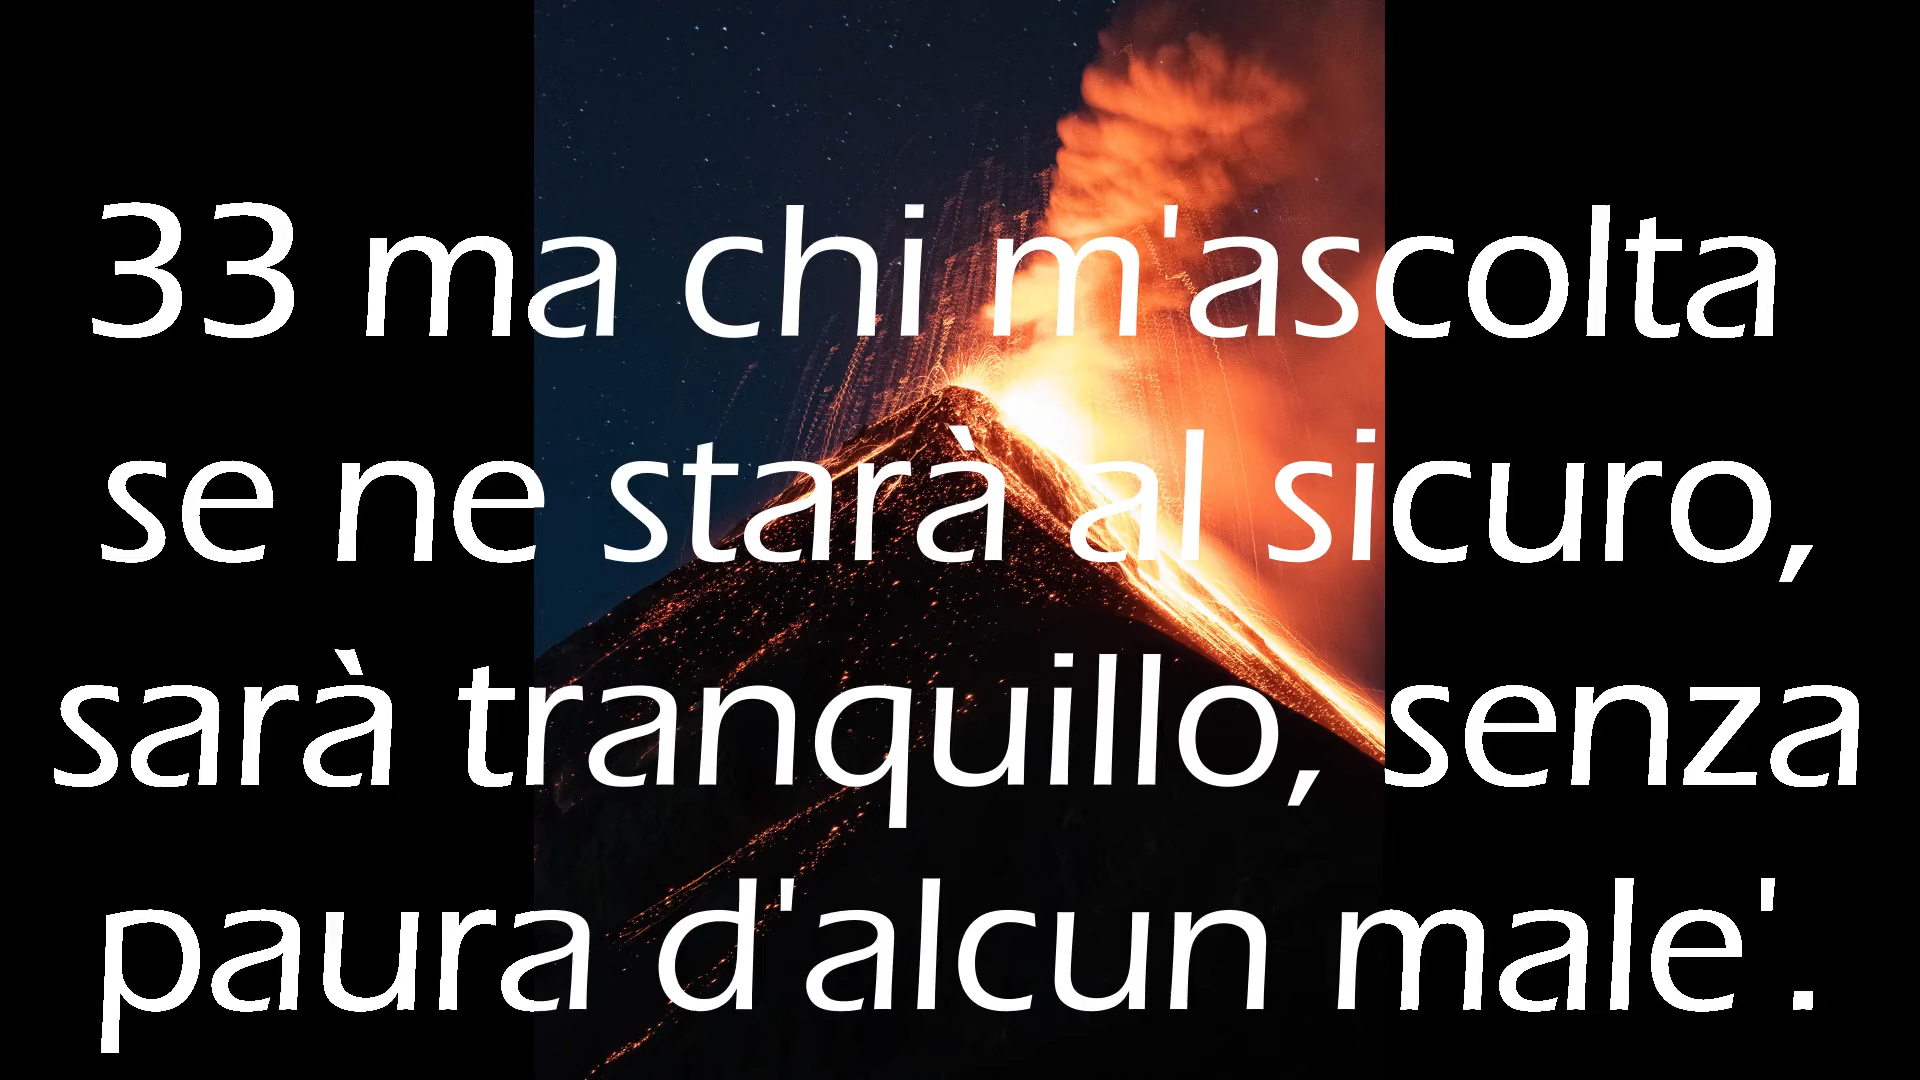 33 ma chi m'ascolta
se ne starà al sicuro,
sarà tranquillo, senza
paura d'alcun male'.